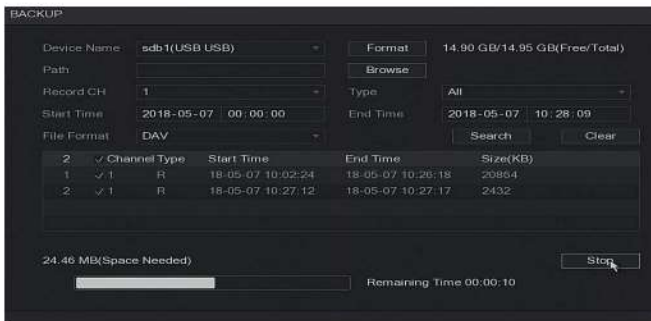 BACKUP
Device Name sdb1(USB USB) Format 14.90 GB/14.95 GB(Free/Total)
Path Browse
Record CH 1 Type All
Start Time 2018-05-07 00:00:00 End Time 2018-05-07 10:28:09
File Format DAV Search Clear
2 Channel Type Start Time End Time Size(KB)
1 1 R 18-05-07 10:02:24 18-05-07 10:26:18 20864
2 1 R 18-05-07 10:27:12 18-05-07 10:27:17 2432
24.46 MB(Space Needed) Stop
Remaining Time 00:00:10